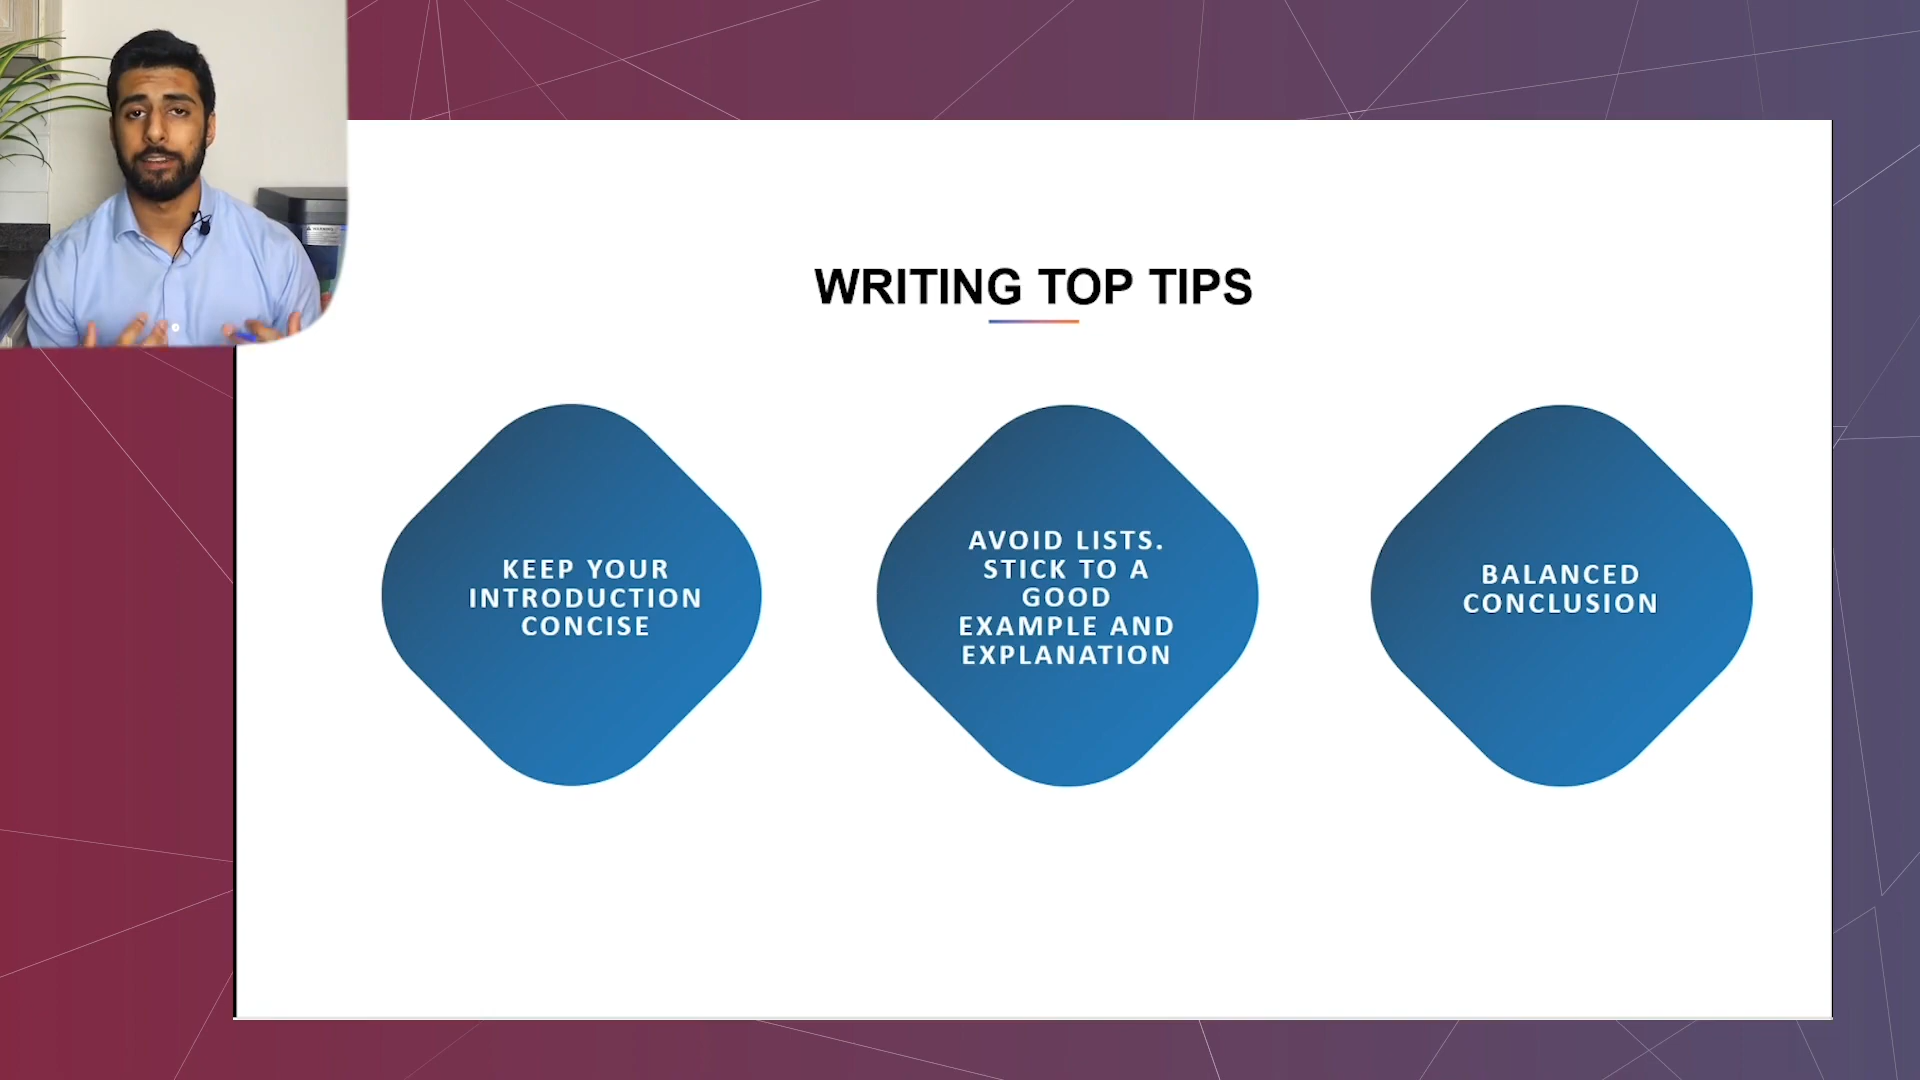 WRITING TOP TIPS
KEEP YOUR
INTRODUCTION
CONCISE
AVOID LISTS.
STICK TO A
GOOD
EXAMPLE AND
EXPLANATION
BALANCED
CONCLUSION